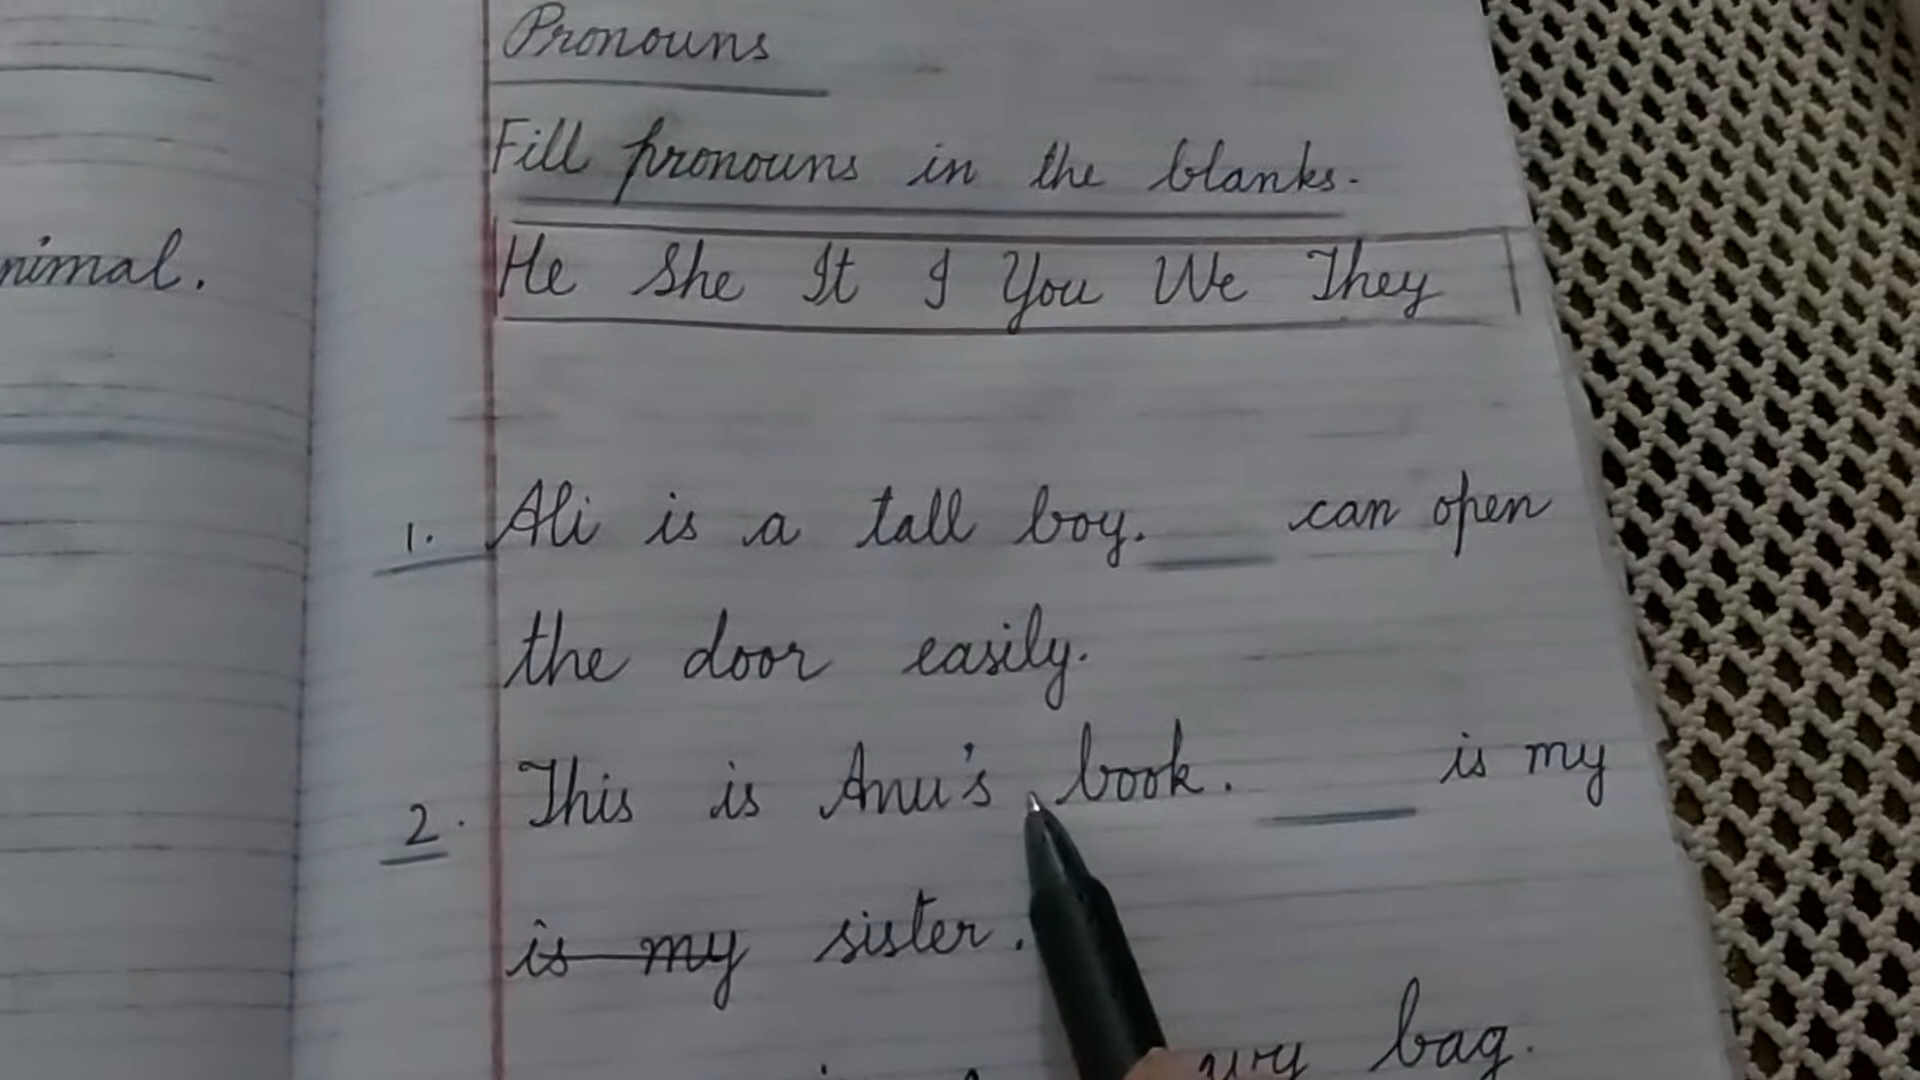 nimal.
Pronouns
Fill pronouns in the blanks.
He She It I You We They
1. Ali is a tall boy. ___ can open
the door easily.
2. This is Anu's book. ___ is my
is my sister.
bag.